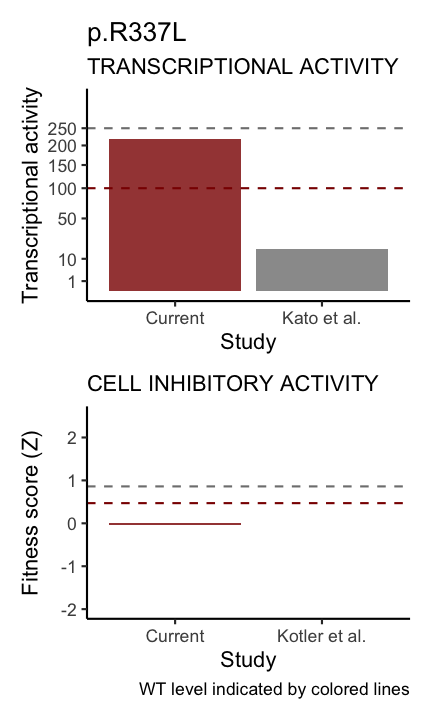 p.R337L
TRANSCRIPTIONAL ACTIVITY
Transcriptional activity
250
200
150
100
50
10
1
Current
Kato et al.
Study
CELL INHIBITORY ACTIVITY
Fitness score (Z)
2
1
0
-1
-2
Current
Kotler et al.
Study
WT level indicated by colored lines